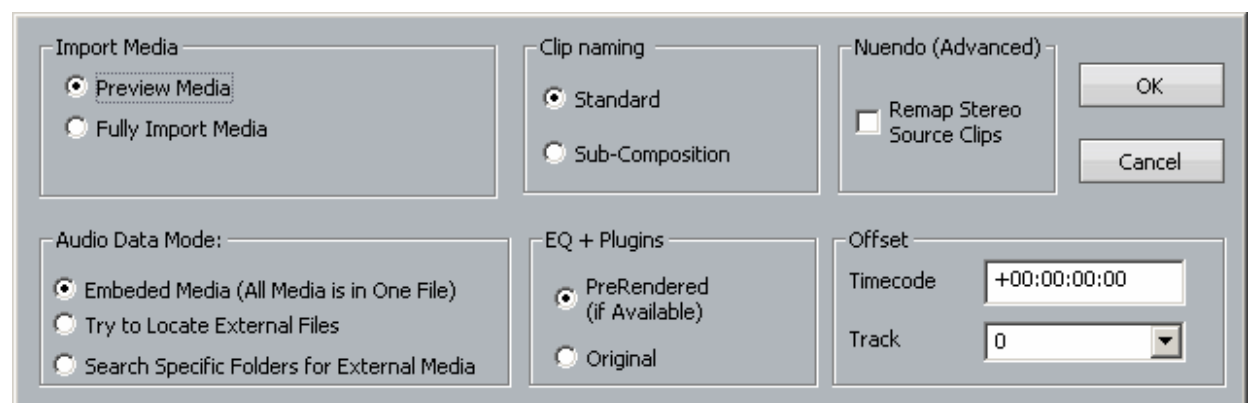 Import Media
Preview Media
Fully Import Media
Clip naming
Standard
Sub-Composition
Nuendo (Advanced)
Remap Stereo
Source Clips
OK
Cancel
Audio Data Mode:
Embeded Media (All Media is in One File)
Try to Locate External Files
Search Specific Folders for External Media
EQ + Plugins
PreRendered
(if Available)
Original
Offset
Timecode
+00:00:00:00
Track
0